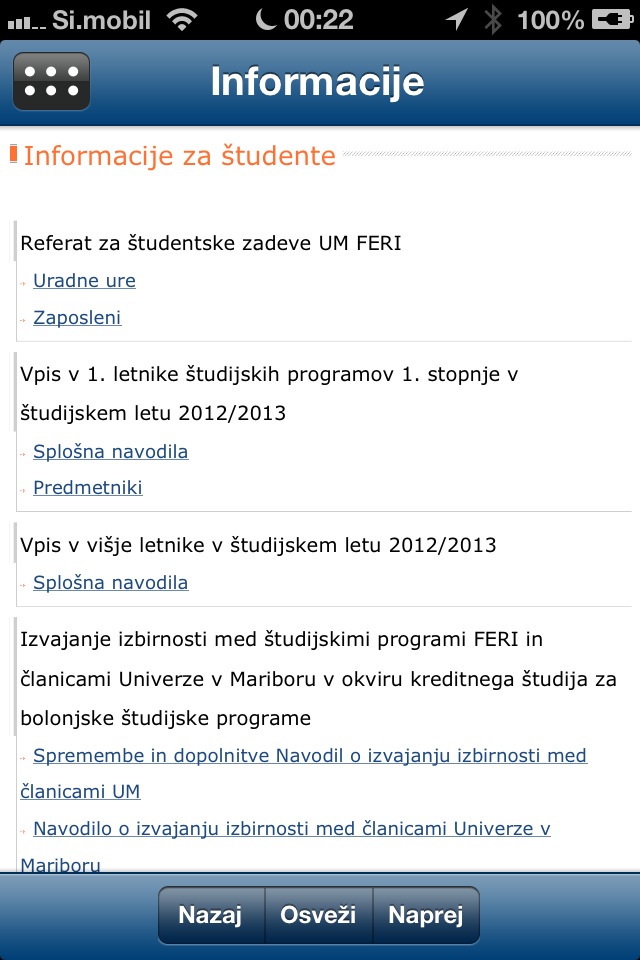 Si.mobil 00:22 100%
Informacije
Informacije za študente
Referat za študentske zadeve UM FERI
Uradne ure
Zaposleni
Vpis v 1. letnike študijskih programov 1. stopnje v
študijskem letu 2012/2013
Splošna navodila
Predmetniki
Vpis v višje letnike v študijskem letu 2012/2013
Splošna navodila
Izvajanje izbirnosti med študijskimi programi FERI in
članicami Univerze v Mariboru v okviru kreditnega študija za
bolonjske študijske programe
Spremembe in dopolnitve Navodil o izvajanju izbirnosti med
članicami UM
Navodilo o izvajanju izbirnosti med članicami Univerze v
Mariboru
Nazaj Osveži Naprej